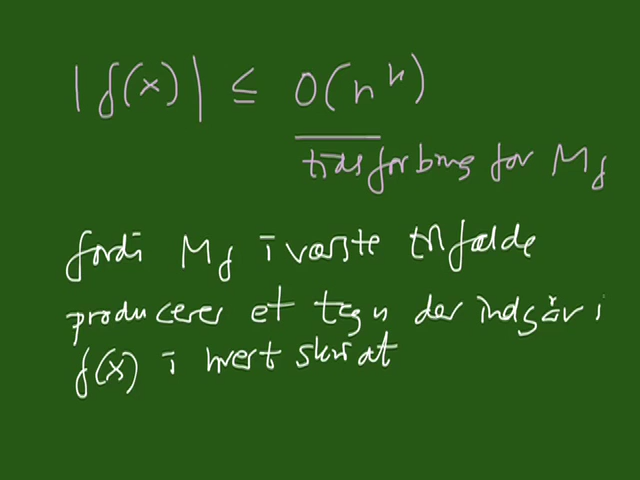 |f(x)| ≤ O(n^k)
tidsforbrug for M_f
fordi M_f i værste tilfælde
producerer et tegn der indgår i
f(x) i hvert skridt